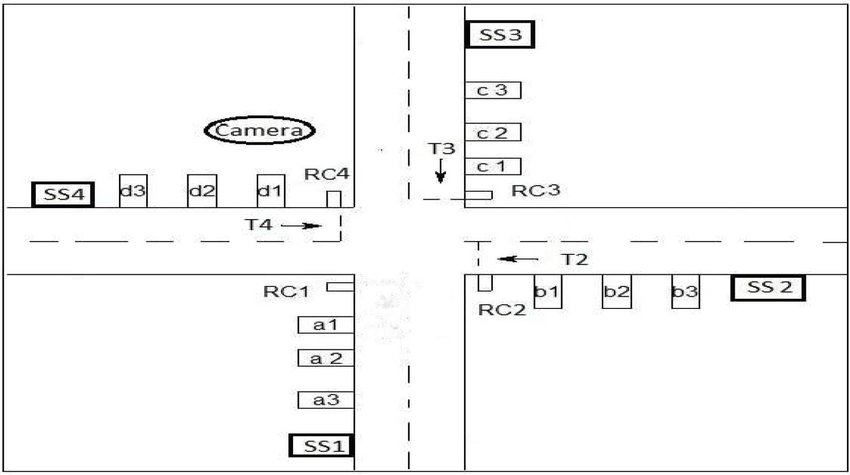 SS3
c 3
Camera
c 2
T3
c 1
RC4
RC3
SS4
d3
d2
d1
T4
T2
RC1
b1
b2
b3
SS 2
RC2
a1
a 2
a3
SS1